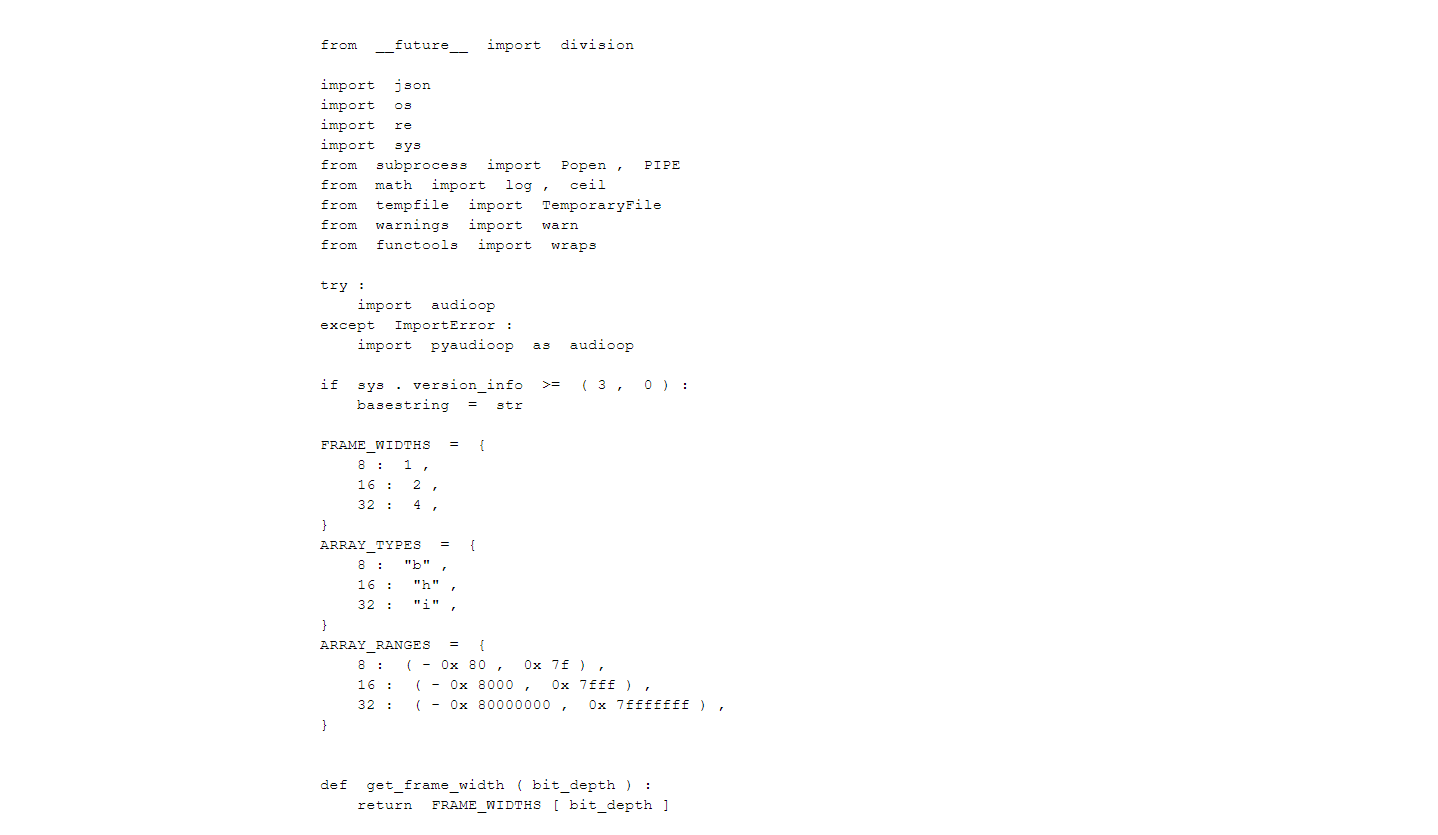 from  __future__  import  division

import  json
import  os
import  re
import  sys
from  subprocess  import  Popen ,  PIPE
from  math  import  log ,  ceil
from  tempfile  import  TemporaryFile
from  warnings  import  warn
from  functools  import  wraps

try :
    import  audioop
except  ImportError :
    import  pyaudioop  as  audioop

if  sys . version_info  >=  ( 3 ,  0 ) :
    basestring  =  str

FRAME_WIDTHS  =  {
    8 :  1 ,
    16 :  2 ,
    32 :  4 ,
}
ARRAY_TYPES  =  {
    8 :  "b" ,
    16 :  "h" ,
    32 :  "i" ,
}
ARRAY_RANGES  =  {
    8 :  ( - 0x 80 ,  0x 7f ) ,
    16 :  ( - 0x 8000 ,  0x 7fff ) ,
    32 :  ( - 0x 80000000 ,  0x 7fffffff ) ,
}


def  get_frame_width ( bit_depth ) :
    return  FRAME_WIDTHS [ bit_depth ]